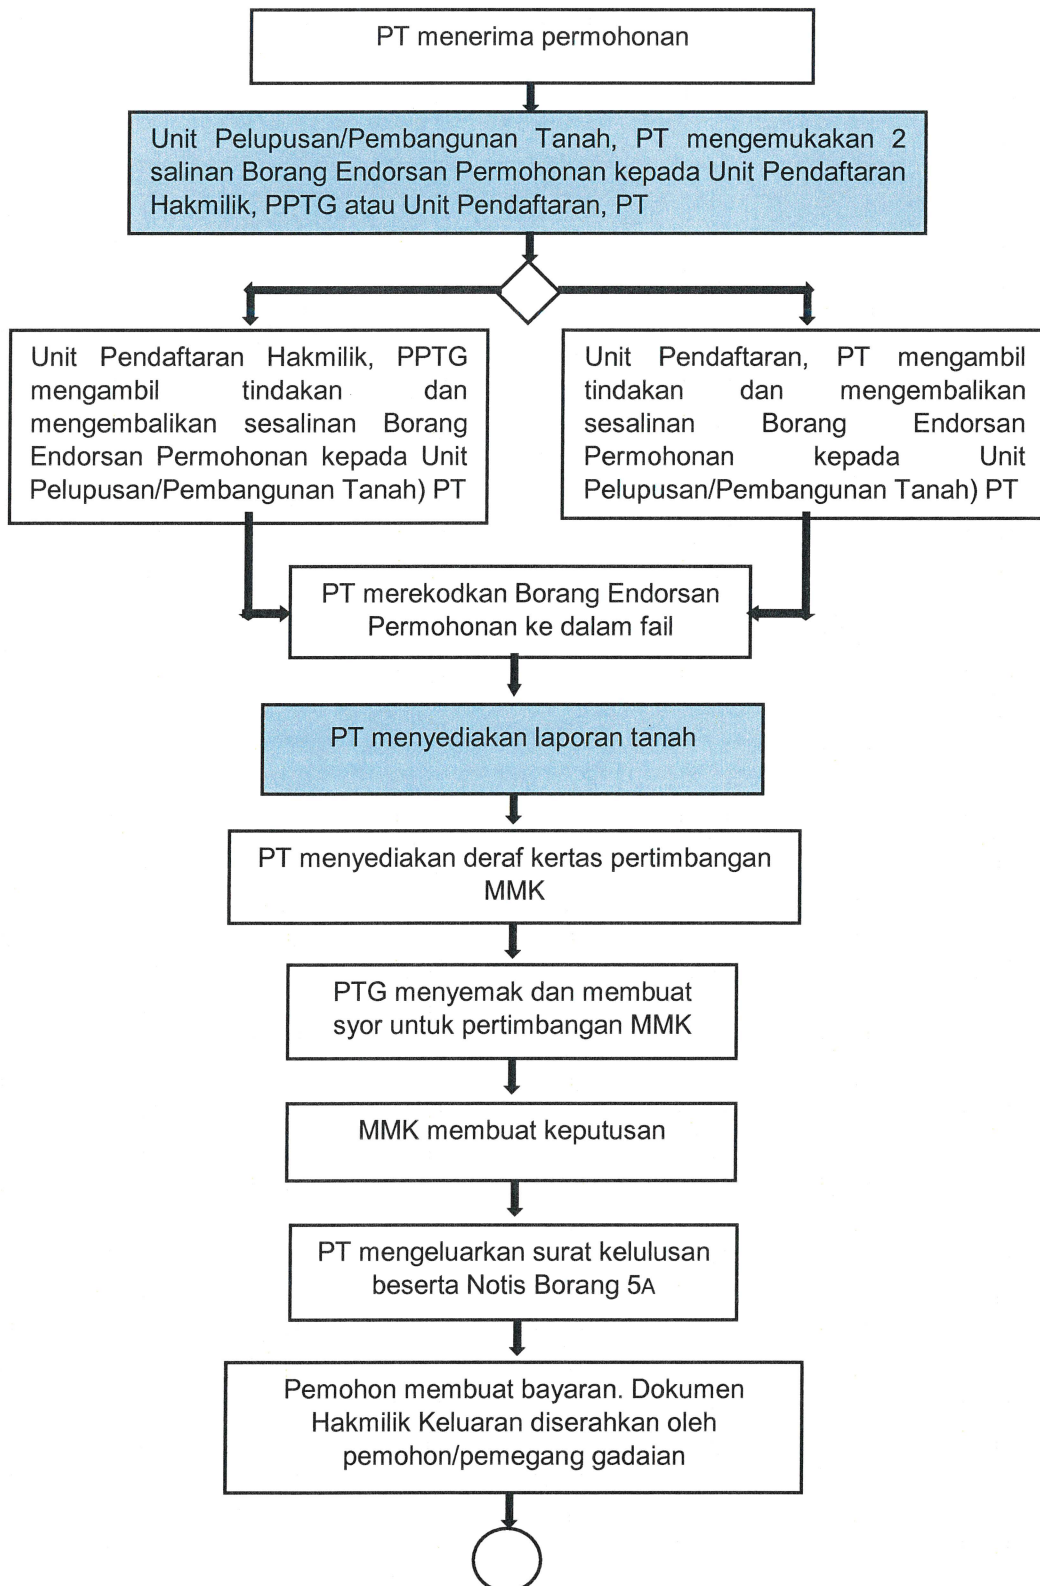 PT menerima permohonan
Unit Pelupusan/Pembangunan Tanah, PT mengemukakan 2
salinan Borang Endorsan Permohonan kepada Unit Pendaftaran
Hakmilik, PPTG atau Unit Pendaftaran, PT
Unit Pendaftaran Hakmilik, PPTG
mengambil tindakan dan
mengembalikan sesalinan Borang
Endorsan Permohonan kepada Unit
Pelupusan/Pembangunan Tanah) PT
Unit Pendaftaran, PT mengambil
tindakan dan mengembalikan
sesalinan Borang Endorsan
Permohonan kepada Unit
Pelupusan/Pembangunan Tanah) PT
PT merekodkan Borang Endorsan
Permohonan ke dalam fail
PT menyediakan laporan tanah
PT menyediakan deraf kertas pertimbangan
MMK
PTG menyemak dan membuat
syor untuk pertimbangan MMK
MMK membuat keputusan
PT mengeluarkan surat kelulusan
beserta Notis Borang 5A
Pemohon membuat bayaran. Dokumen
Hakmilik Keluaran diserahkan oleh
pemohon/pemegang gadaian